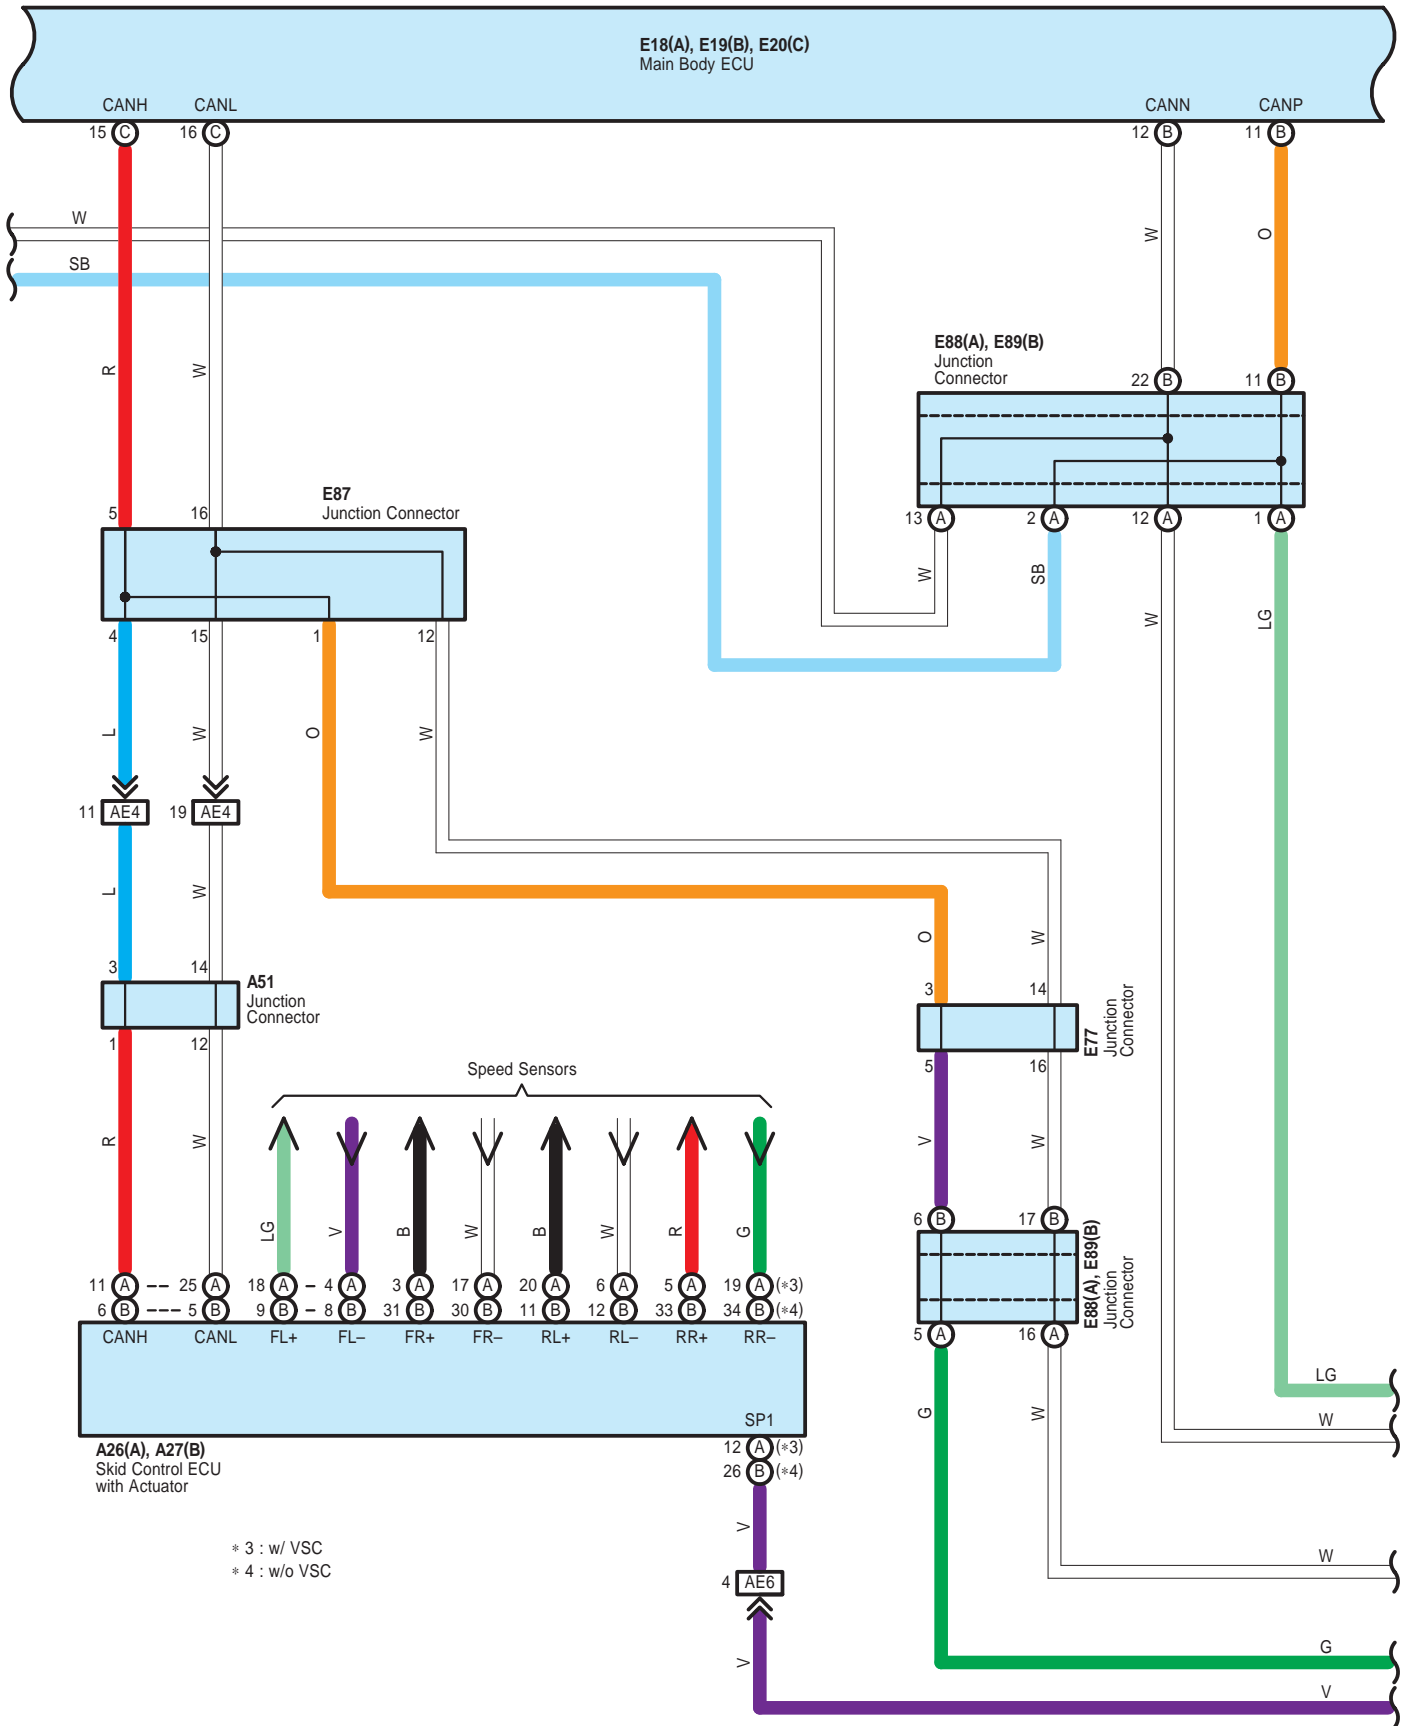 E18(A), E19(B), E20(C)
Main Body ECU
CANH CANL CANN CANP
15 C 16 C 12 B 11 B
W
SB
W O
R W
E88(A), E89(B)
Junction
Connector
22 B 11 B
E87
Junction Connector
5 16
13 A 2 A 12 A 1 A
W SB W LG
4 15 1 12
L W O W
11 AE4 19 AE4
L W
O W
3 14
A51
Junction
Connector
3 14
E77
Junction
Connector
1 12
5 16
Speed Sensors
R W
V W
LG V B W B W R G
6 B 17 B
E88(A), E89(B)
Junction
Connector
11 A 25 A 18 A 4 A 3 A 17 A 20 A 6 A 5 A 19 A (*3)
6 B 5 B 9 B 8 B 31 B 30 B 11 B 12 B 33 B 34 B (*4)
CANH CANL FL+ FL– FR+ FR– RL+ RL– RR+ RR–
5 A 16 A
LG
G W
W
SP1
A26(A), A27(B)
Skid Control ECU
with Actuator
12 A (*3)
26 B (*4)
V
* 3 : w/ VSC
* 4 : w/o VSC
W
4 AE6
G
V
V